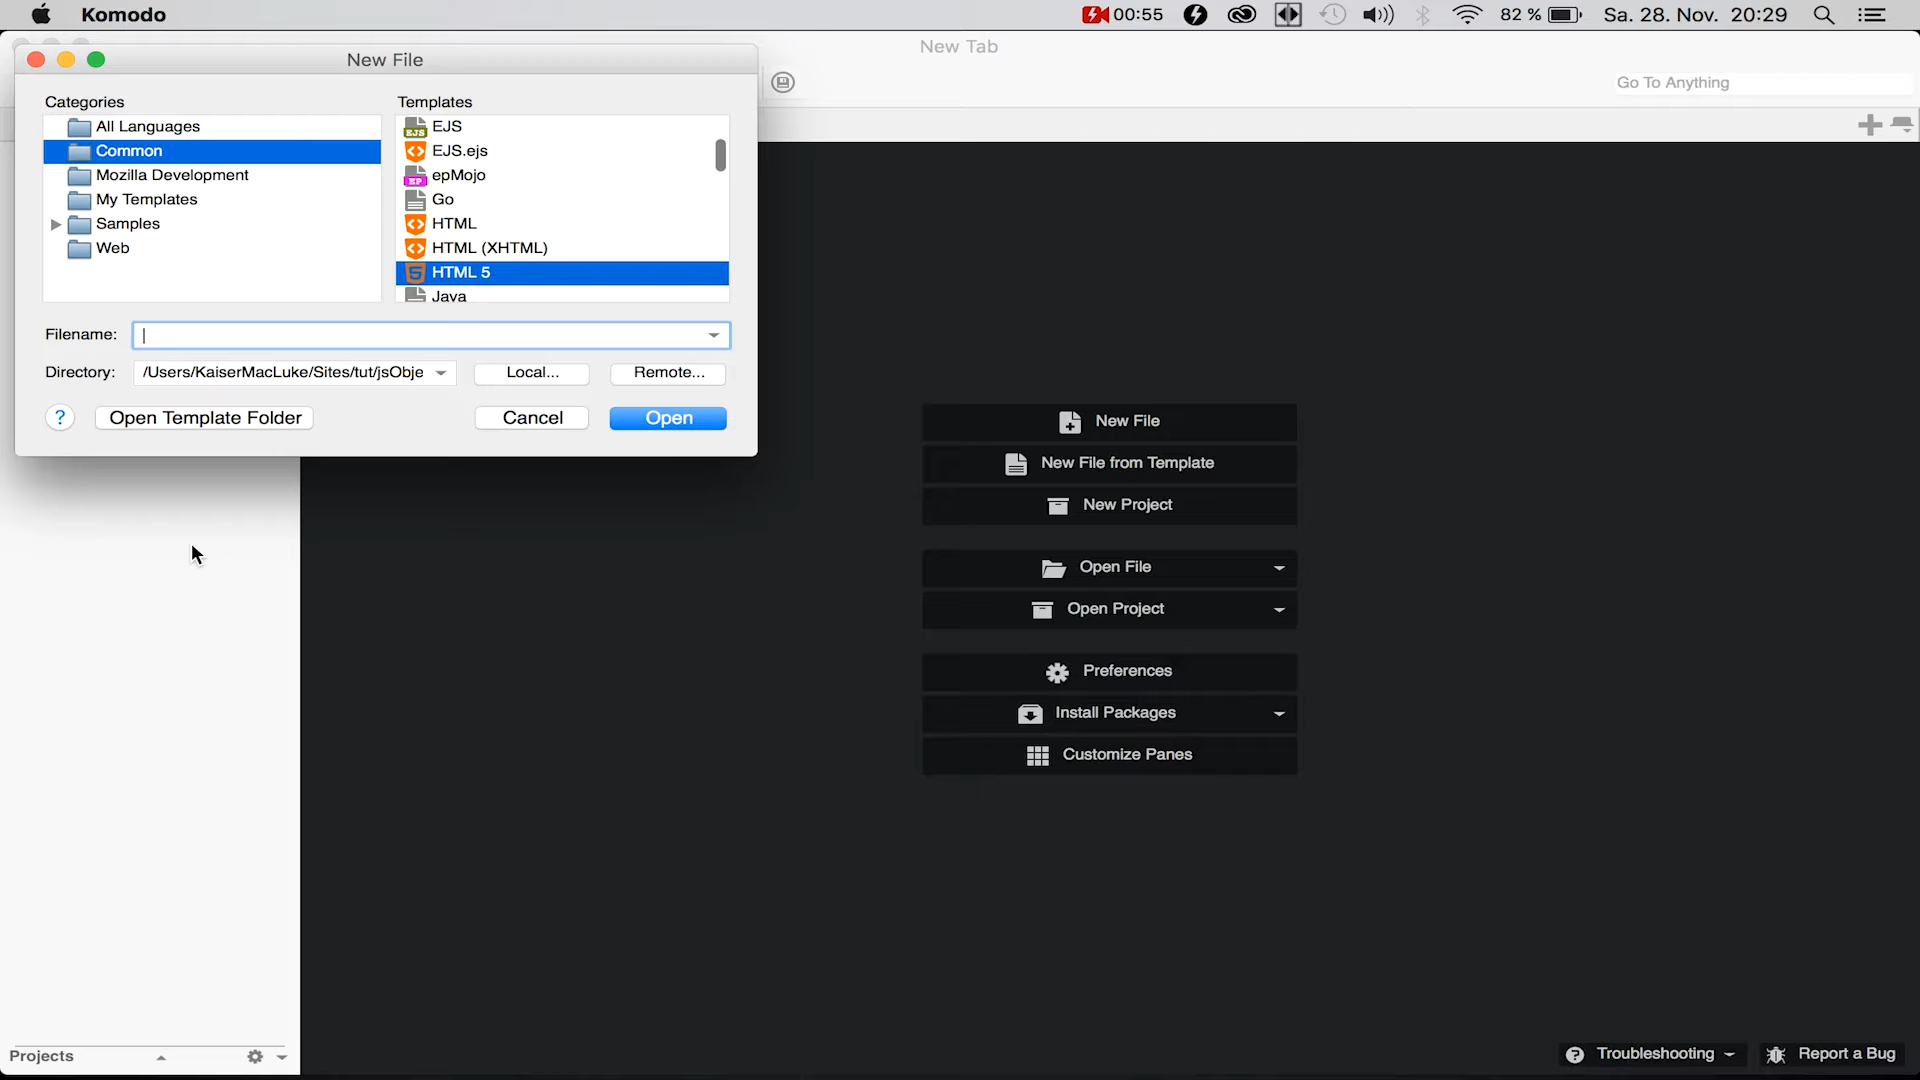 Komodo
00:55
82 %
Sa. 28. Nov. 20:29
New Tab
New File
Go To Anything
Categories
Templates
All Languages
Common
Mozilla Development
My Templates
Samples
Web
EJS
EJS
EJS.ejs
EP
epMojo
Go
HTML
HTML (XHTML)
5
HTML 5
Java
Filename:
Directory:
/Users/KaiserMacLuke/Sites/tut/jsObje
Local...
Remote...
?
Open Template Folder
Cancel
Open
New File
New File from Template
New Project
Open File
Open Project
Preferences
Install Packages
Customize Panes
Projects
? Troubleshooting
Report a Bug